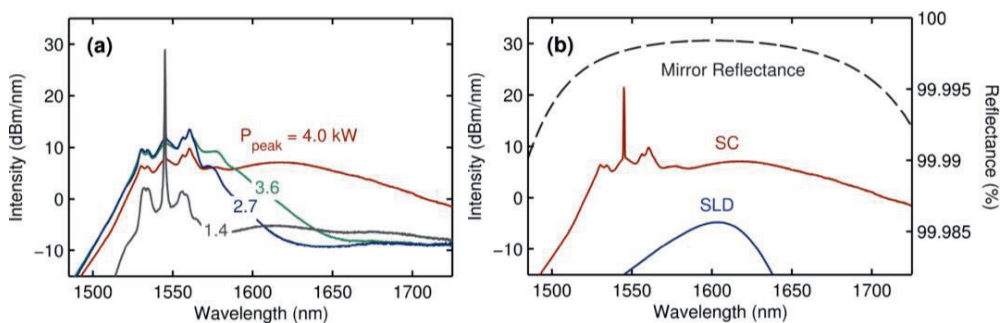 (a)
30
20
10
0
−10
Intensity (dBm/nm)
P peak = 4.0 kW
3.6
2.7
1.4
1500 1550 1600 1650 1700
Wavelength (nm)
(b)
30
20
10
0
−10
Intensity (dBm/nm)
Mirror Reflectance
SC
SLD
100
99.995
99.990
99.985
Reflectance (%)
1500 1550 1600 1650 1700
Wavelength (nm)